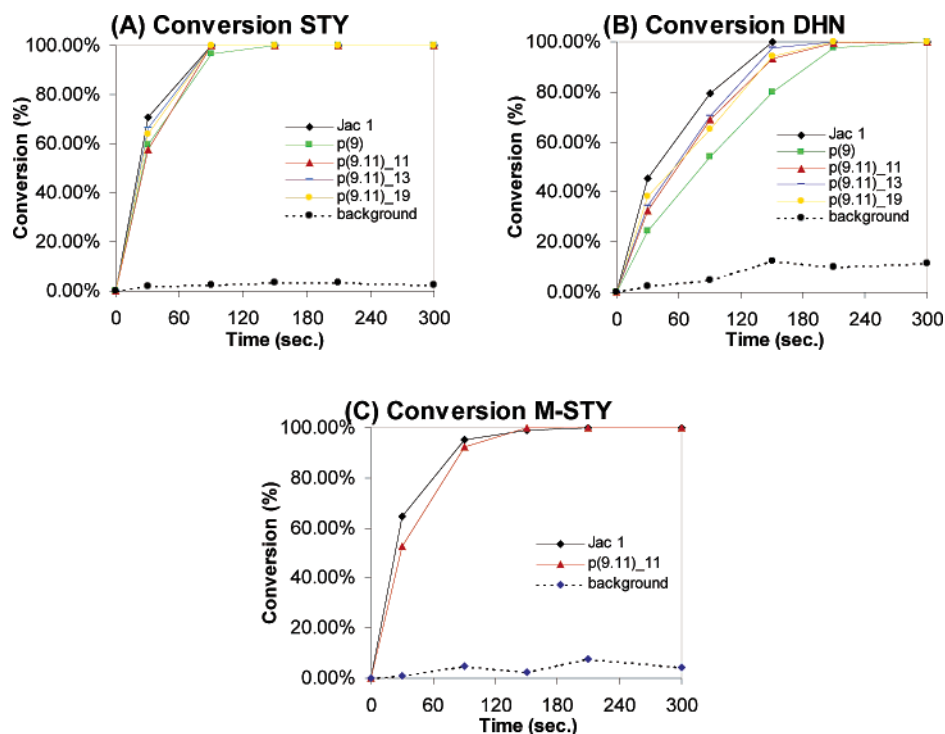 (A) Conversion STY
Conversion (%)
100.00%
80.00%
60.00%
40.00%
20.00%
0.00%
Jac 1
p(9)
p(9.11)_11
p(9.11)_13
p(9.11)_19
background
0 60 120 180 240 300
Time (sec.)
(B) Conversion DHN
Conversion (%)
100.00%
80.00%
60.00%
40.00%
20.00%
0.00%
Jac 1
p(9)
p(9.11)_11
p(9.11)_13
p(9.11)_19
background
0 60 120 180 240 300
Time (sec.)
(C) Conversion M-STY
Conversion (%)
100.00%
80.00%
60.00%
40.00%
20.00%
0.00%
Jac 1
p(9.11)_11
background
0 60 120 180 240 300
Time (sec.)